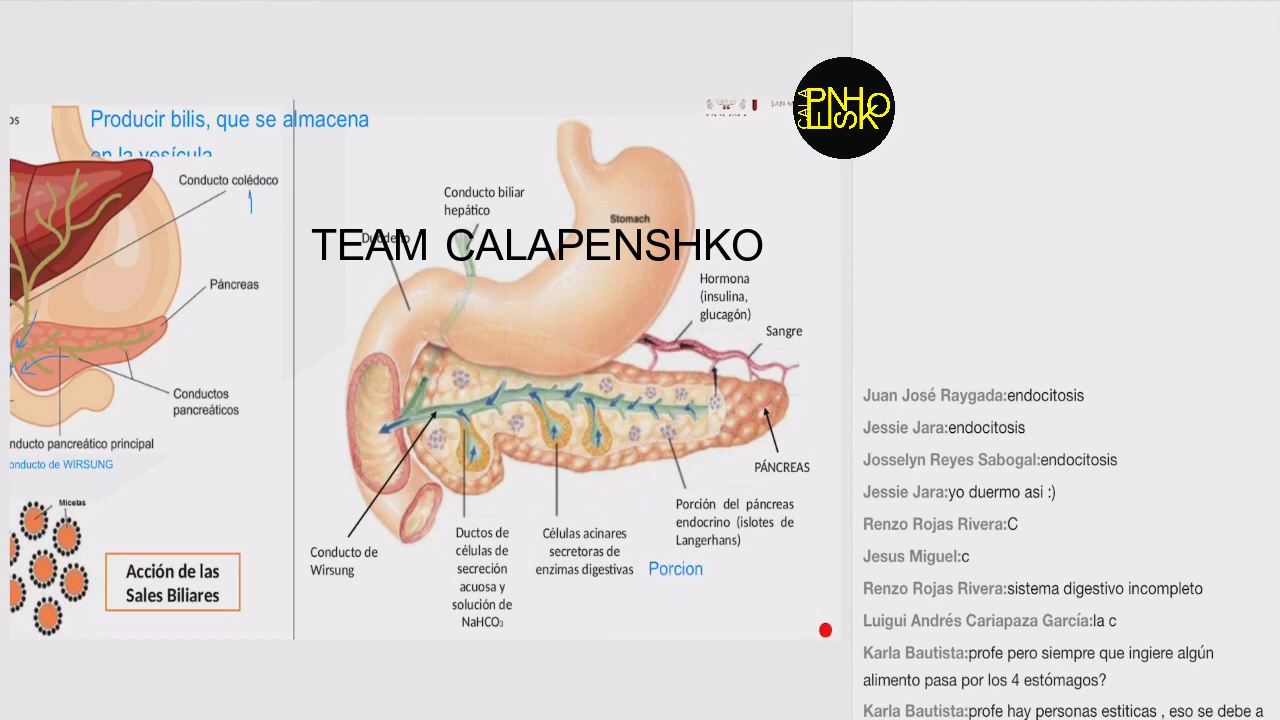 Producir bilis, que se almacena
en la vesícula
Conducto colédoco
Páncreas
Conductos
pancreáticos
nducto pancreático principal
onducto de WIRSUNG
Micelas
Acción de las
Sales Biliares
Conducto biliar
hepático
Stomach
TEAM CALAPENSHKO
Hormona
(insulina,
glucagón)
Sangre
PÁNCREAS
Porción del páncreas
endocrino (islotes de
Langerhans)
Porcion
Conducto de
Wirsung
Ductos de
células de
secreción
acuosa y
solución de
NaHCO₃
Células acinares
secretoras de
enzimas digestivas
SAN M
Juan José Raygada:endocitosis
Jessie Jara:endocitosis
Josselyn Reyes Sabogal:endocitosis
Jessie Jara:yo duermo asi :)
Renzo Rojas Rivera:C
Jesus Miguel:c
Renzo Rojas Rivera:sistema digestivo incompleto
Luigui Andrés Cariapaza García:la c
Karla Bautista:profe pero siempre que ingiere algún
alimento pasa por los 4 estómagos?
Karla Bautista:profe hay personas estiticas , eso se debe a